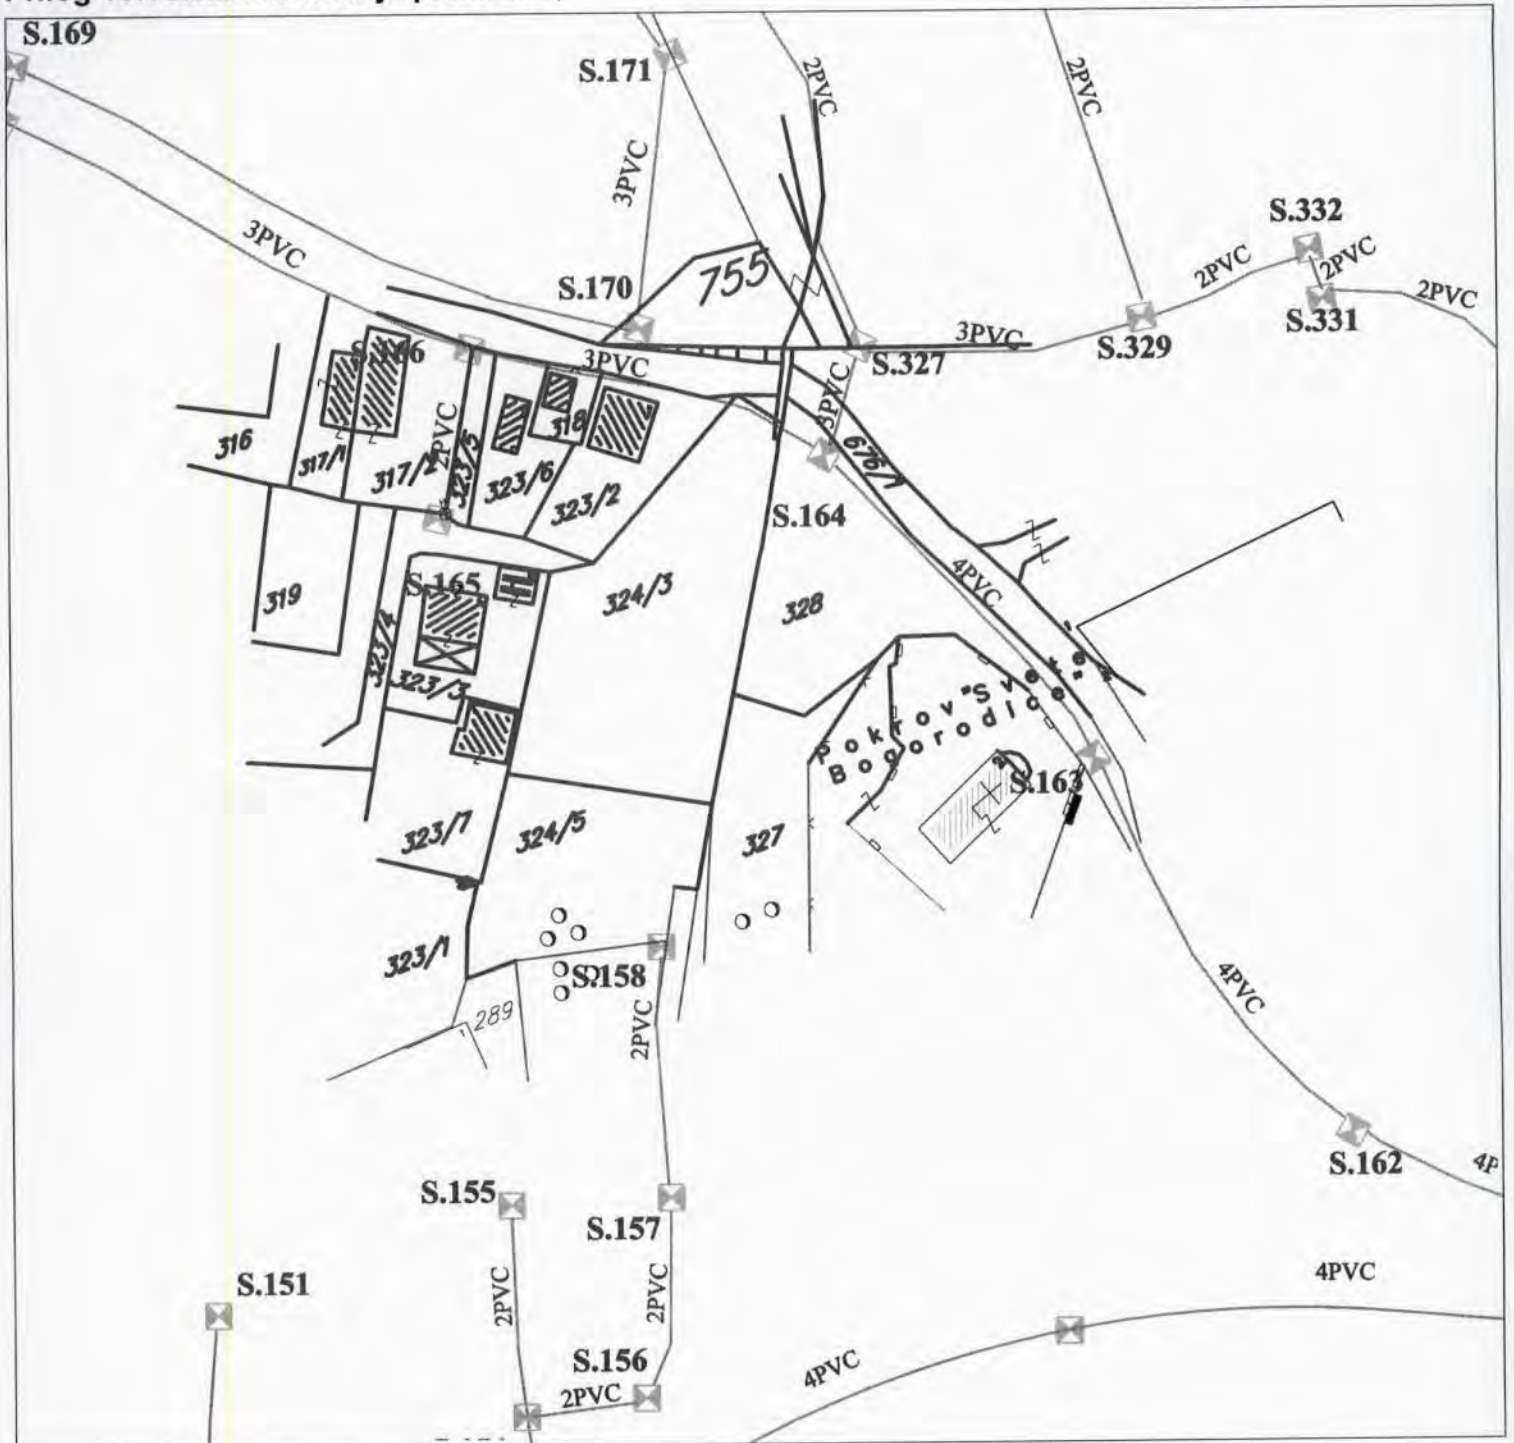 S.169
S.171
2PVC
2PVC
3PVC
3PVC
S.332
2PVC
2PVC
S.170
755
2PVC
S.331
3PVC
S.329
S.327
3PVC
S.166
3PVC
2PVC
316
317/1
317/2
323/5
323/6
318
323/2
676/1
S.164
4PVC
S.165
319
323/4
324/3
328
323/3
Pokrov "Sveta
Bogorodica"
S.163
323/7
324/5
327
323/1
S.158
289
2PVC
4PVC
S.162
4P
S.155
S.157
S.151
2PVC
2PVC
4PVC
S.156
2PVC
4PVC